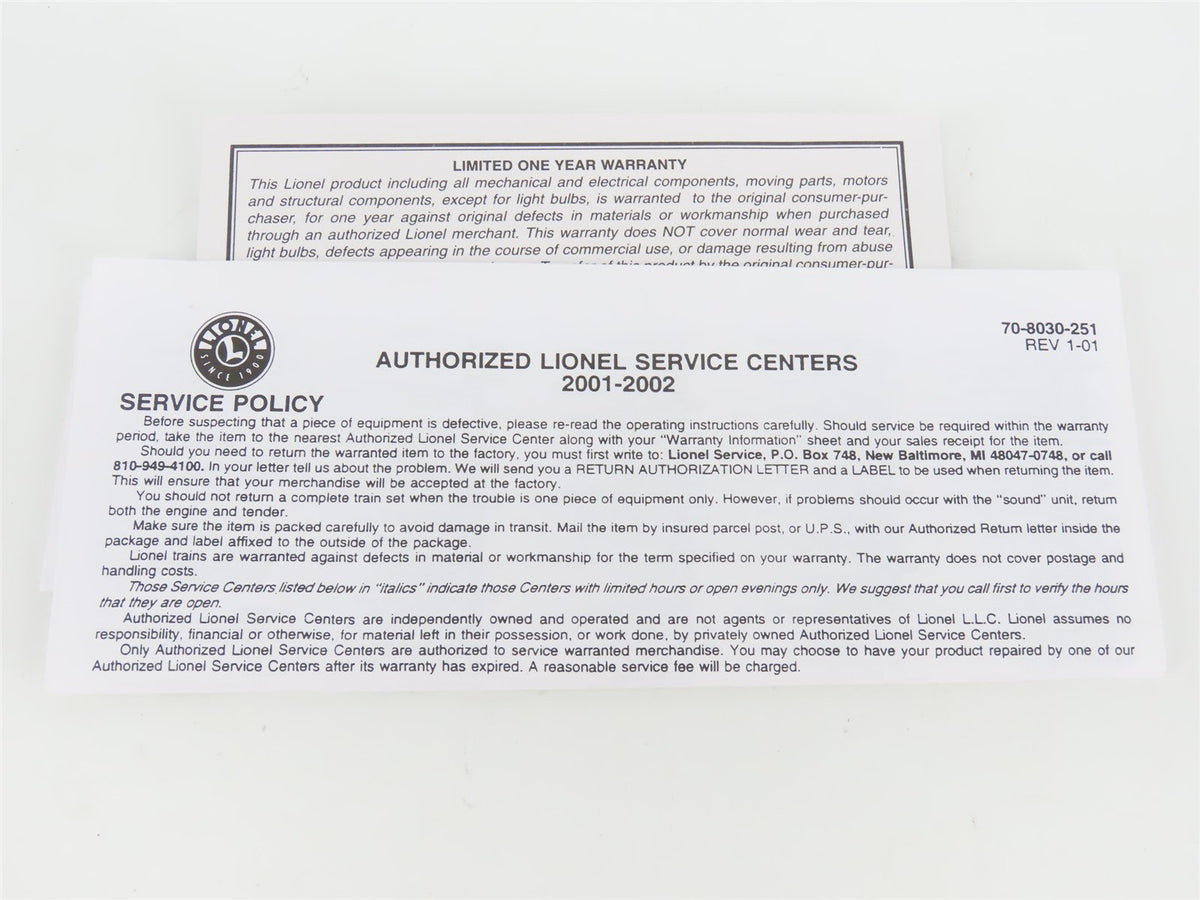 LIMITED ONE YEAR WARRANTY
This Lionel product including all mechanical and electrical components, moving parts, motors
and structural components, except for light bulbs, is warranted to the original consumer-pur-
chaser, for one year against original defects in materials or workmanship when purchased
through an authorized Lionel merchant. This warranty does NOT cover normal wear and tear,
light bulbs, defects appearing in the course of commercial use, or damage resulting from abuse
Transfer of this product by the original consumer-pur-
LIONEL
L
SINCE 1900
70-8030-251
REV 1-01
AUTHORIZED LIONEL SERVICE CENTERS
2001-2002
SERVICE POLICY
Before suspecting that a piece of equipment is defective, please re-read the operating instructions carefully. Should service be required within the warranty
period, take the item to the nearest Authorized Lionel Service Center along with your "Warranty Information" sheet and your sales receipt for the item.
Should you need to return the warranted item to the factory, you must first write to: Lionel Service, P.O. Box 748, New Baltimore, MI 48047-0748, or call
810-949-4100. In your letter tell us about the problem. We will send you a RETURN AUTHORIZATION LETTER and a LABEL to be used when returning the item.
This will ensure that your merchandise will be accepted at the factory.
You should not return a complete train set when the trouble is one piece of equipment only. However, if problems should occur with the "sound" unit, return
both the engine and tender.
Make sure the item is packed carefully to avoid damage in transit. Mail the item by insured parcel post, or U.P.S., with our Authorized Return letter inside the
package and label affixed to the outside of the package.
Lionel trains are warranted against defects in material or workmanship for the term specified on your warranty. The warranty does not cover postage and
handling costs.
Those Service Centers listed below in "italics" indicate those Centers with limited hours or open evenings only. We suggest that you call first to verify the hours
that they are open.
Authorized Lionel Service Centers are independently owned and operated and are not agents or representatives of Lionel L.L.C. Lionel assumes no
responsibility, financial or otherwise, for material left in their possession, or work done, by privately owned Authorized Lionel Service Centers.
Only Authorized Lionel Service Centers are authorized to service warranted merchandise. You may choose to have your product repaired by one of our
Authorized Lionel Service Centers after its warranty has expired. A reasonable service fee will be charged.